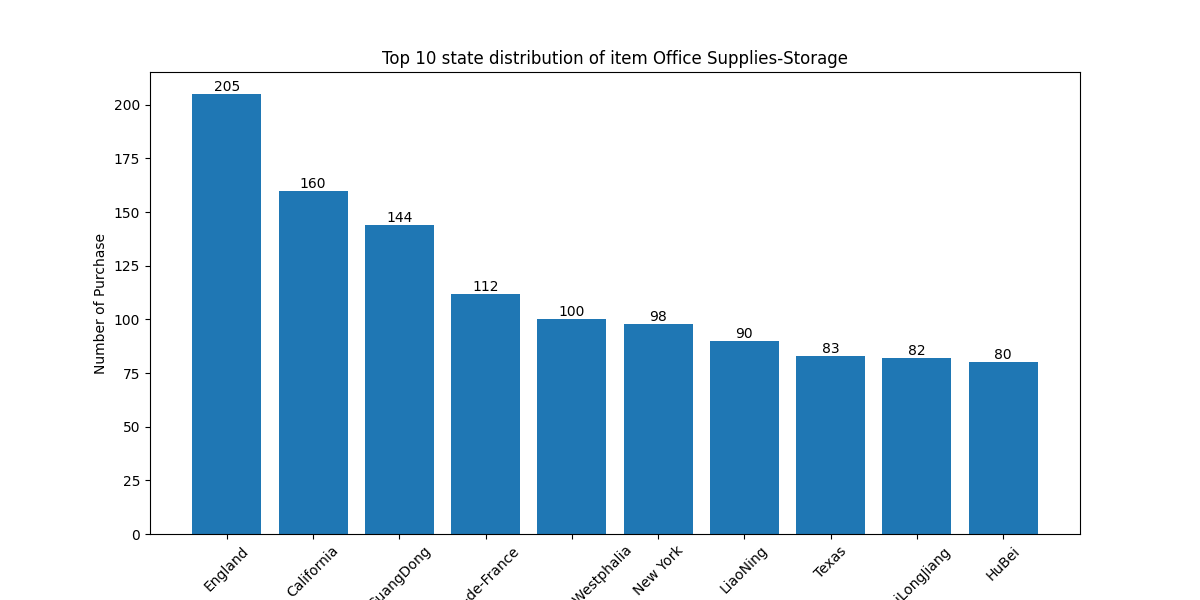 Top 10 state distribution of item Office Supplies-Storage
Number of Purchase
200
175
150
125
100
75
50
25
0
205
160
144
112
100
98
90
83
82
80
England
California
uangDong
de-France
Westphalia
New York
LiaoNing
Texas
iLongJiang
HuBei